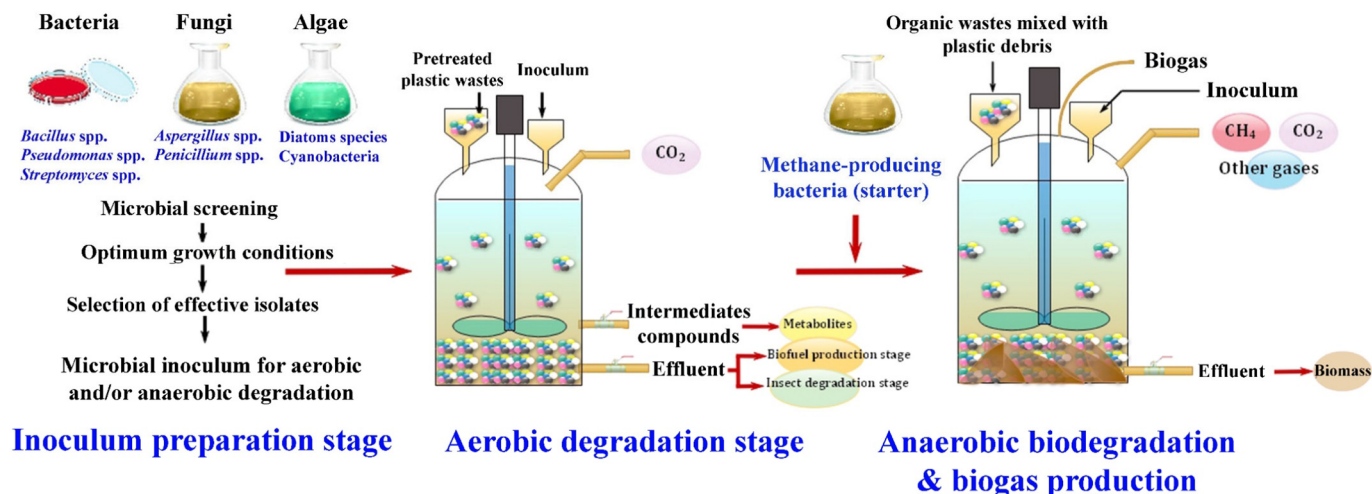 Bacteria
Fungi
Algae
Bacillus spp.
Pseudomonas spp.
Streptomyces spp.
Aspergillus spp.
Penicillium spp.
Diatoms species
Cyanobacteria
Microbial screening
Optimum growth conditions
Selection of effective isolates
Microbial inoculum for aerobic
and/or anaerobic degradation
Inoculum preparation stage
Pretreated
plastic wastes
Inoculum
CO2
Intermediates
compounds
Metabolites
Effluent
Biofuel production stage
Insect degradation stage
Aerobic degradation stage
Methane-producing
bacteria (starter)
Organic wastes mixed with
plastic debris
Biogas
Inoculum
CH4
CO2
Other gases
Effluent
Biomass
Anaerobic biodegradation
& biogas production